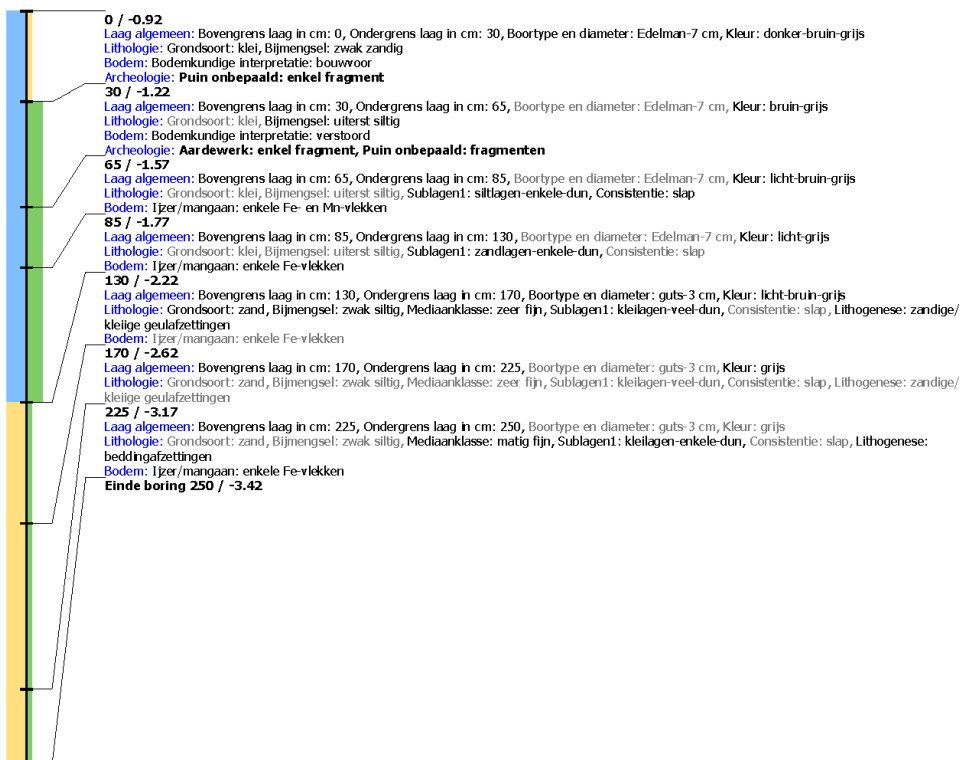 0 / -0.92
Laag algemeen: Bovengrens laag in cm: 0, Ondergrens laag in cm: 30, Boortype en diameter: Edelman-7 cm, Kleur: donker-bruin-grijs
Lithologie: Grondsoort: klei, Bijmengsel: zwak zandig
Bodem: Bodemkundige interpretatie: bouwvoor
Archeologie: Puin onbepaald: enkel fragment
30 / -1.22
Laag algemeen: Bovengrens laag in cm: 30, Ondergrens laag in cm: 65, Boortype en diameter: Edelman-7 cm, Kleur: bruin-grijs
Lithologie: Grondsoort: klei, Bijmengsel: uiterst siltig
Bodem: Bodemkundige interpretatie: verstoord
Archeologie: Aardewerk: enkel fragment, Puin onbepaald: fragmenten
65 / -1.57
Laag algemeen: Bovengrens laag in cm: 65, Ondergrens laag in cm: 85, Boortype en diameter: Edelman-7 cm, Kleur: licht-bruin-grijs
Lithologie: Grondsoort: klei, Bijmengsel: uiterst siltig, Sublagen1: siltlagen-enkele-dun, Consistentie: slap
Bodem: Ijzer/mangaan: enkele Fe- en Mn-vlekken
85 / -1.77
Laag algemeen: Bovengrens laag in cm: 85, Ondergrens laag in cm: 130, Boortype en diameter: Edelman-7 cm, Kleur: licht-grijs
Lithologie: Grondsoort: klei, Bijmengsel: uiterst siltig, Sublagen1: zandlagen-enkele-dun, Consistentie: slap
Bodem: Ijzer/mangaan: enkele Fe-vlekken
130 / -2.22
Laag algemeen: Bovengrens laag in cm: 130, Ondergrens laag in cm: 170, Boortype en diameter: guts-3 cm, Kleur: licht-bruin-grijs
Lithologie: Grondsoort: zand, Bijmengsel: zwak siltig, Mediaanklasse: zeer fijn, Sublagen1: kleilagen-veel-dun, Consistentie: slap, Lithogenese: zandige/
kleiige geulafzettingen
Bodem: Ijzer/mangaan: enkele Fe-vlekken
170 / -2.62
Laag algemeen: Bovengrens laag in cm: 170, Ondergrens laag in cm: 225, Boortype en diameter: guts-3 cm, Kleur: grijs
Lithologie: Grondsoort: zand, Bijmengsel: zwak siltig, Mediaanklasse: zeer fijn, Sublagen1: kleilagen-veel-dun, Consistentie: slap, Lithogenese: zandige/
kleiige geulafzettingen
225 / -3.17
Laag algemeen: Bovengrens laag in cm: 225, Ondergrens laag in cm: 250, Boortype en diameter: guts-3 cm, Kleur: grijs
Lithologie: Grondsoort: zand, Bijmengsel: zwak siltig, Mediaanklasse: matig fijn, Sublagen1: kleilagen-enkele-dun, Consistentie: slap, Lithogenese:
beddingafzettingen
Bodem: Ijzer/mangaan: enkele Fe-vlekken
Einde boring 250 / -3.42